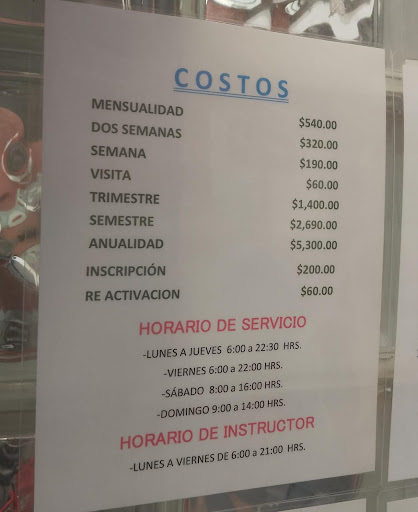 COSTOS
MENSUALIDAD $540.00
DOS SEMANAS $320.00
SEMANA $190.00
VISITA $60.00
TRIMESTRE $1,400.00
SEMESTRE $2,690.00
ANUALIDAD $5,300.00
INSCRIPCIÓN $200.00
RE ACTIVACION $60.00
HORARIO DE SERVICIO
-LUNES A JUEVES 6:00 a 22:30 HRS.
-VIERNES 6:00 a 22:00 HRS.
-SÁBADO 8:00 a 16:00 HRS.
-DOMINGO 9:00 a 14:00 HRS.
HORARIO DE INSTRUCTOR
-LUNES A VIERNES DE 6:00 a 21:00 HRS.